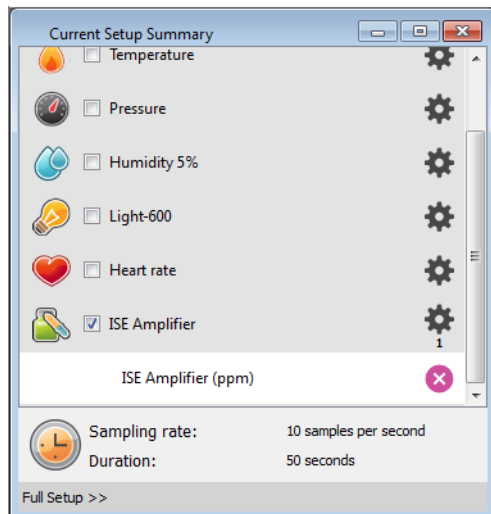 Current Setup Summary
Temperature
Pressure
Humidity 5%
Light-600
Heart rate
ISE Amplifier
1
ISE Amplifier (ppm)
Sampling rate: 10 samples per second
Duration: 50 seconds
Full Setup >>